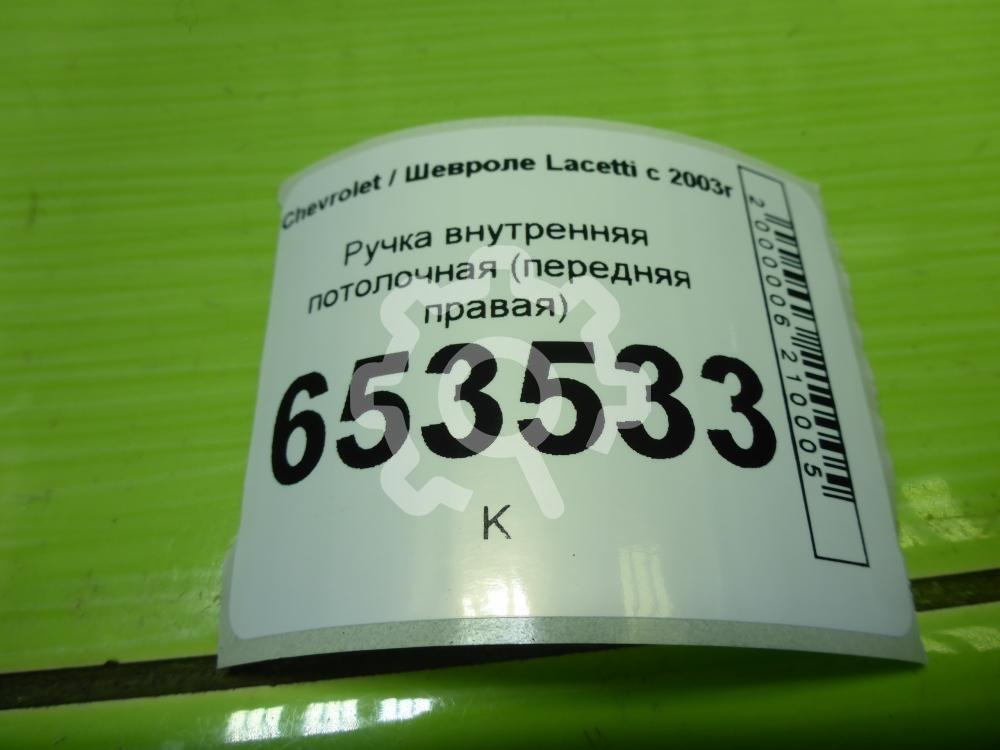 Chevrolet / Шевроле Lacetti с 2003г
Ручка внутренняя
потолочная (передняя
правая)
653533
К
2000006210005